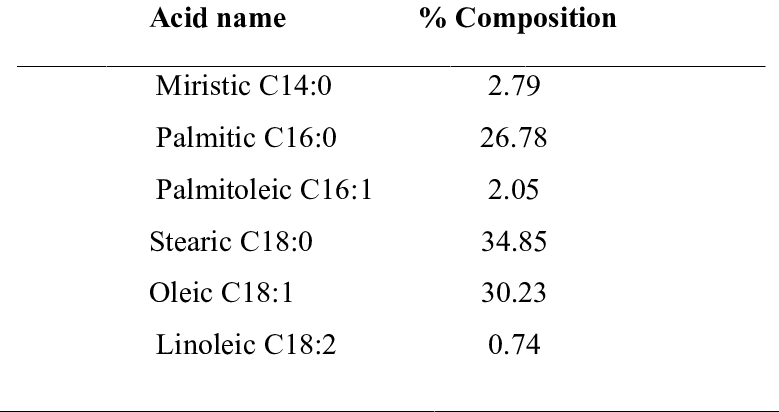 Acid name % Composition
Miristic C14:0 2.79
Palmitic C16:0 26.78
Palmitoleic C16:1 2.05
Stearic C18:0 34.85
Oleic C18:1 30.23
Linoleic C18:2 0.74